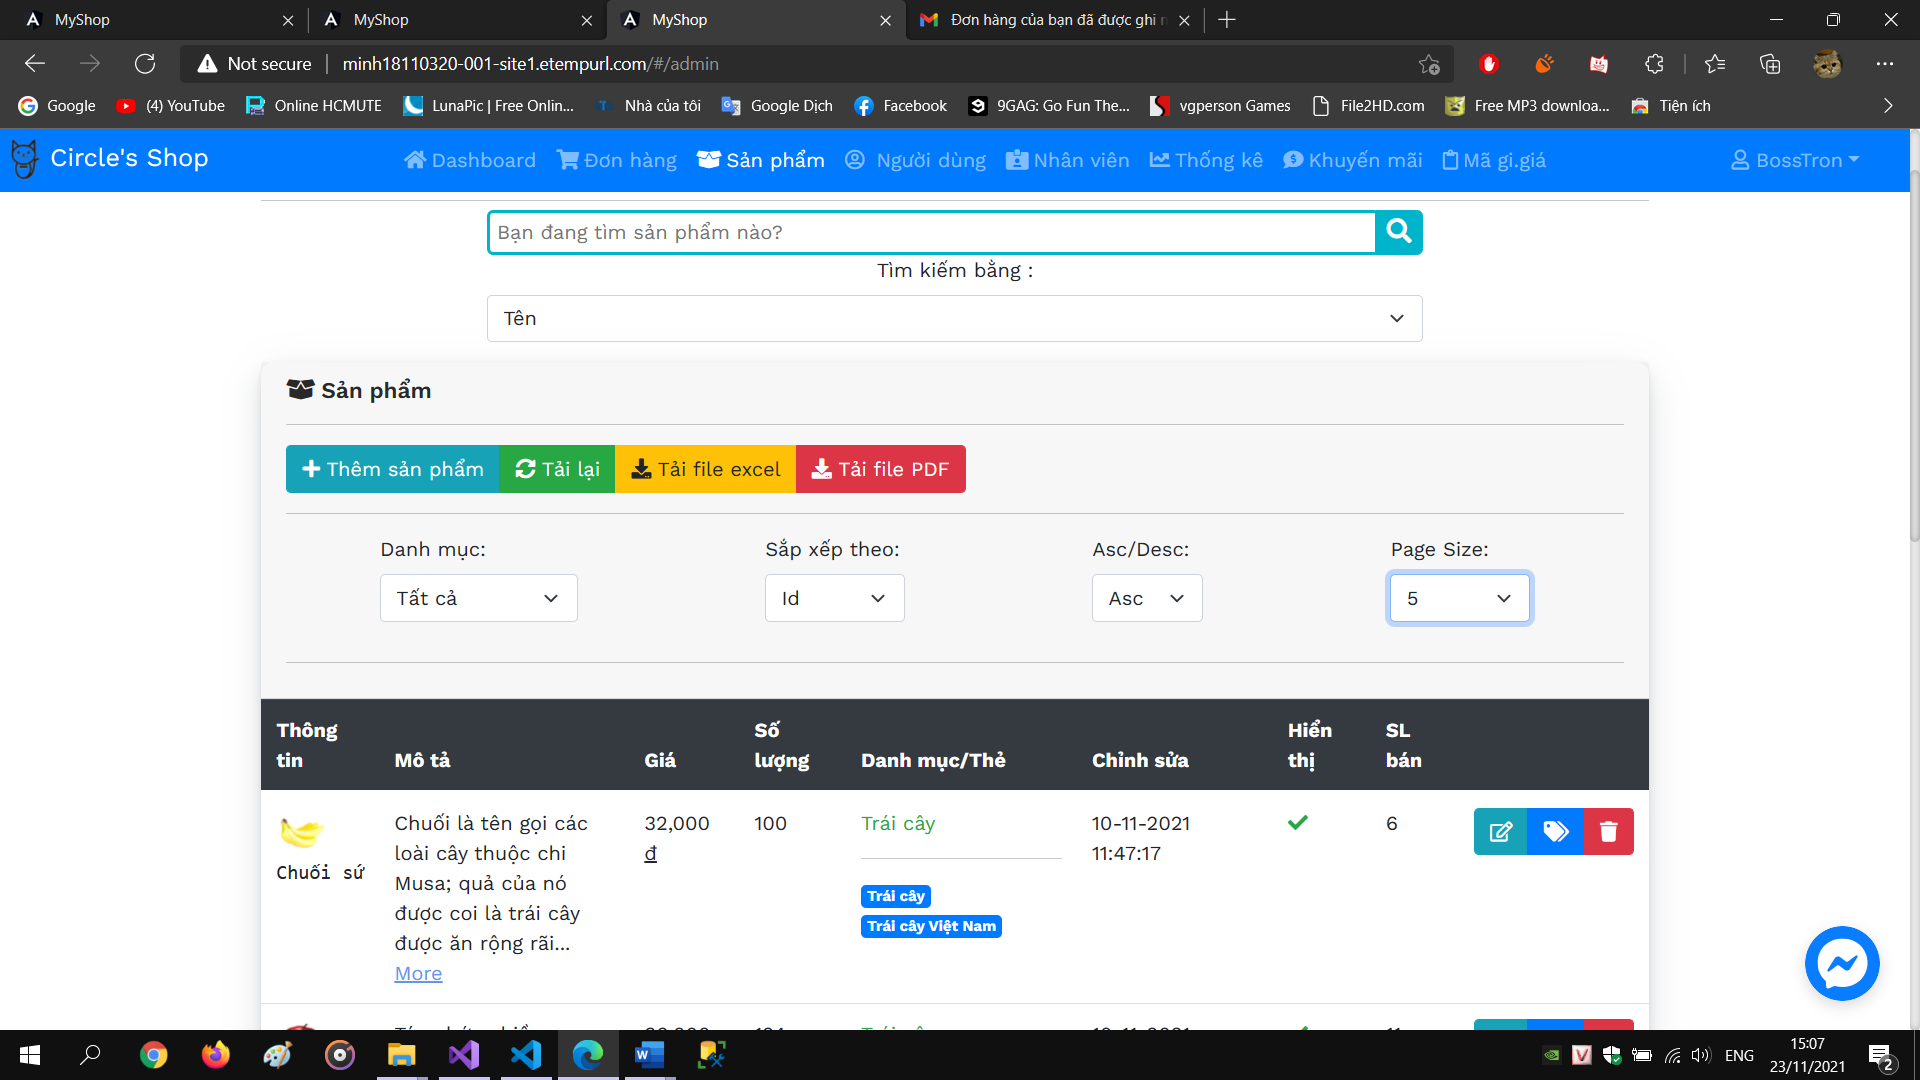 MyShop
MyShop
MyShop
Đơn hàng của bạn đã được ghi n
Not secure
minh18110320-001-site1.etempurl.com/#/admin
Google
(4) YouTube
Online HCMUTE
LunaPic | Free Onlin...
Nhà của tôi
Google Dịch
Facebook
9GAG: Go Fun The...
vgperson Games
File2HD.com
Free MP3 downloa...
Tiện ích
Circle's Shop
Dashboard
Đơn hàng
Sản phẩm
Người dùng
Nhân viên
Thống kê
Khuyến mãi
Mã gi.giá
BossTron
Bạn đang tìm sản phẩm nào?
Tìm kiếm bằng :
Tên
Sản phẩm
Thêm sản phẩm
Tải lại
Tải file excel
Tải file PDF
Danh mục:
Sắp xếp theo:
Asc/Desc:
Page Size:
Tất cả
Id
Asc
5
Thông tin
Mô tả
Giá
Số lượng
Danh mục/Thẻ
Chỉnh sửa
Hiển thị
SL bán
Chuối sứ
Chuối là tên gọi các
loài cây thuộc chi
Musa; quả của nó
được coi là trái cây
được ăn rộng rãi...
More
32,000
đ
100
Trái cây
Trái cây
Trái cây Việt Nam
10-11-2021
11:47:17
6
ENG
15:07
23/11/2021
2